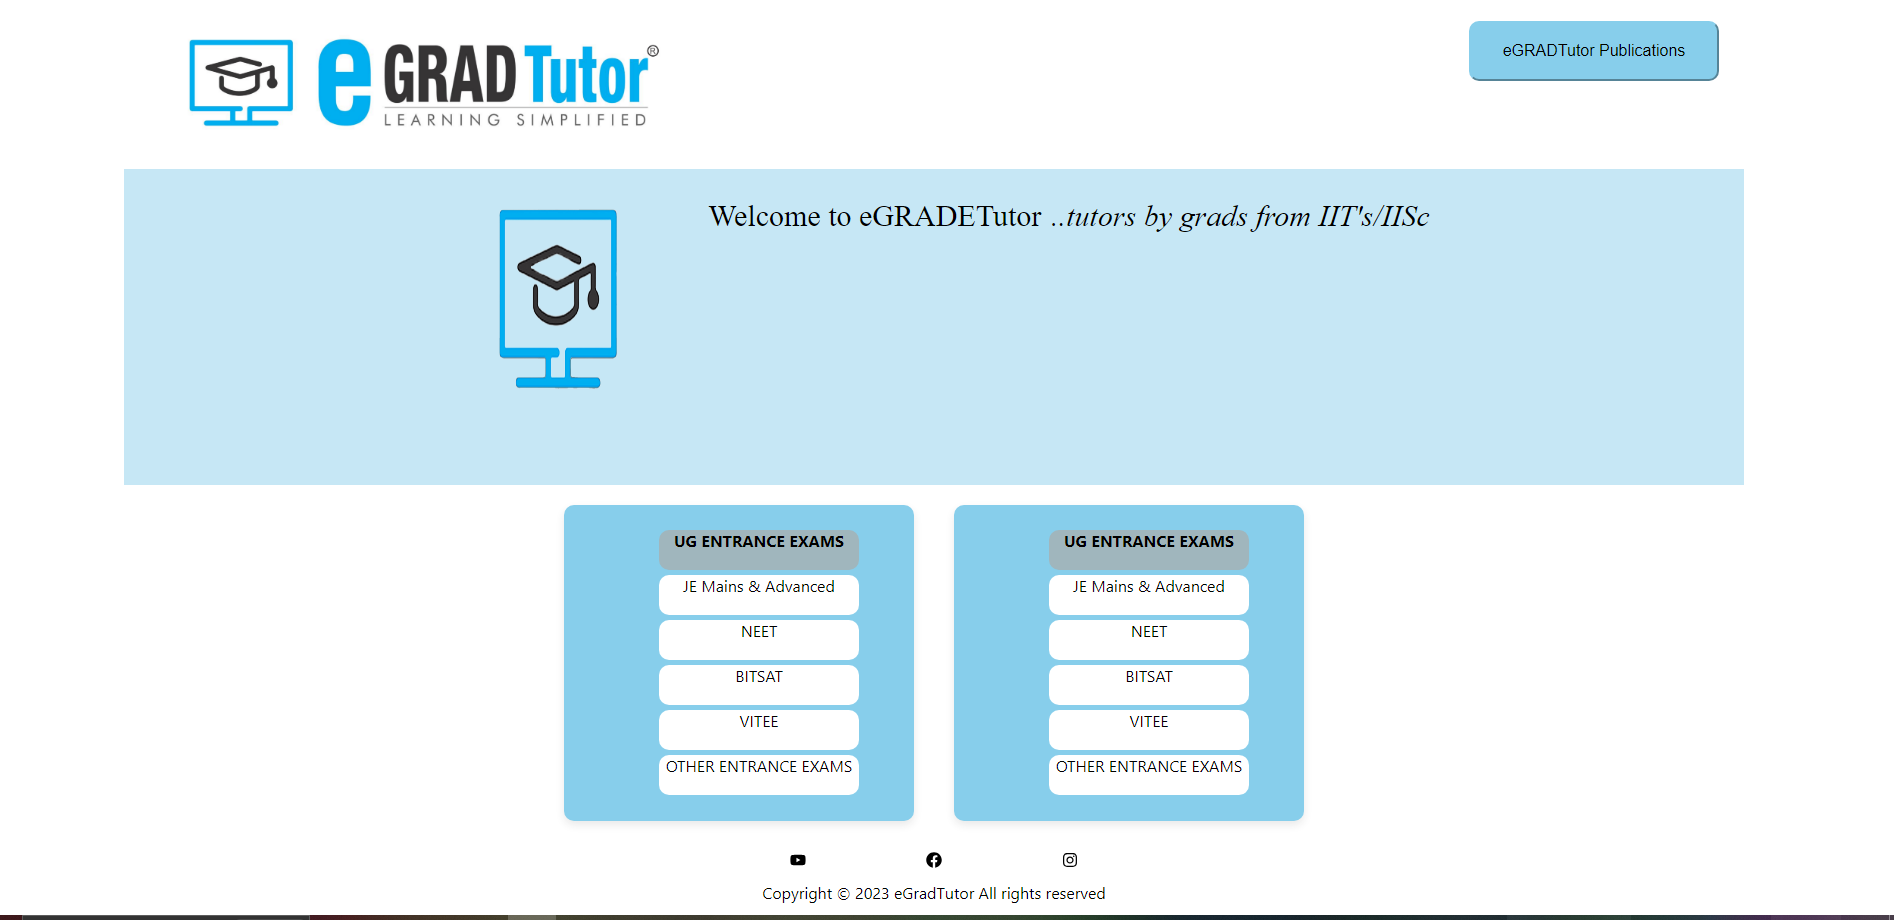 e GRAD Tutor®
LEARNING SIMPLIFIED
eGRADTutor Publications
Welcome to eGRADETutor ..tutors by grads from IIT's/IISc
UG ENTRANCE EXAMS
JE Mains & Advanced
NEET
BITSAT
VITEE
OTHER ENTRANCE EXAMS
UG ENTRANCE EXAMS
JE Mains & Advanced
NEET
BITSAT
VITEE
OTHER ENTRANCE EXAMS
Copyright © 2023 eGradTutor All rights reserved